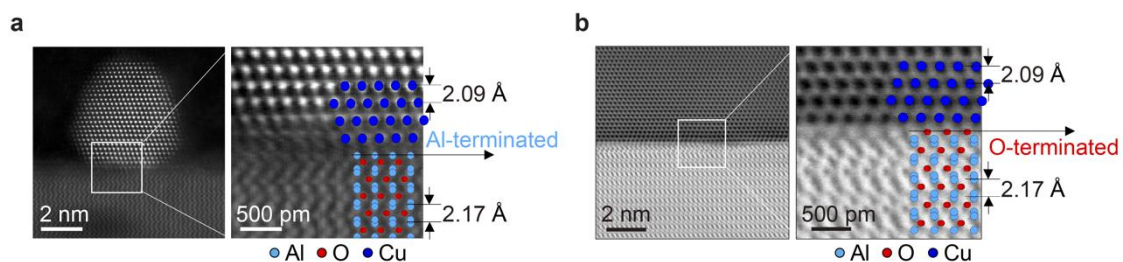 a
2.09 Å
Al-terminated
2.17 Å
2 nm
500 pm
Al O Cu
b
2.09 Å
O-terminated
2.17 Å
2 nm
500 pm
Al O Cu